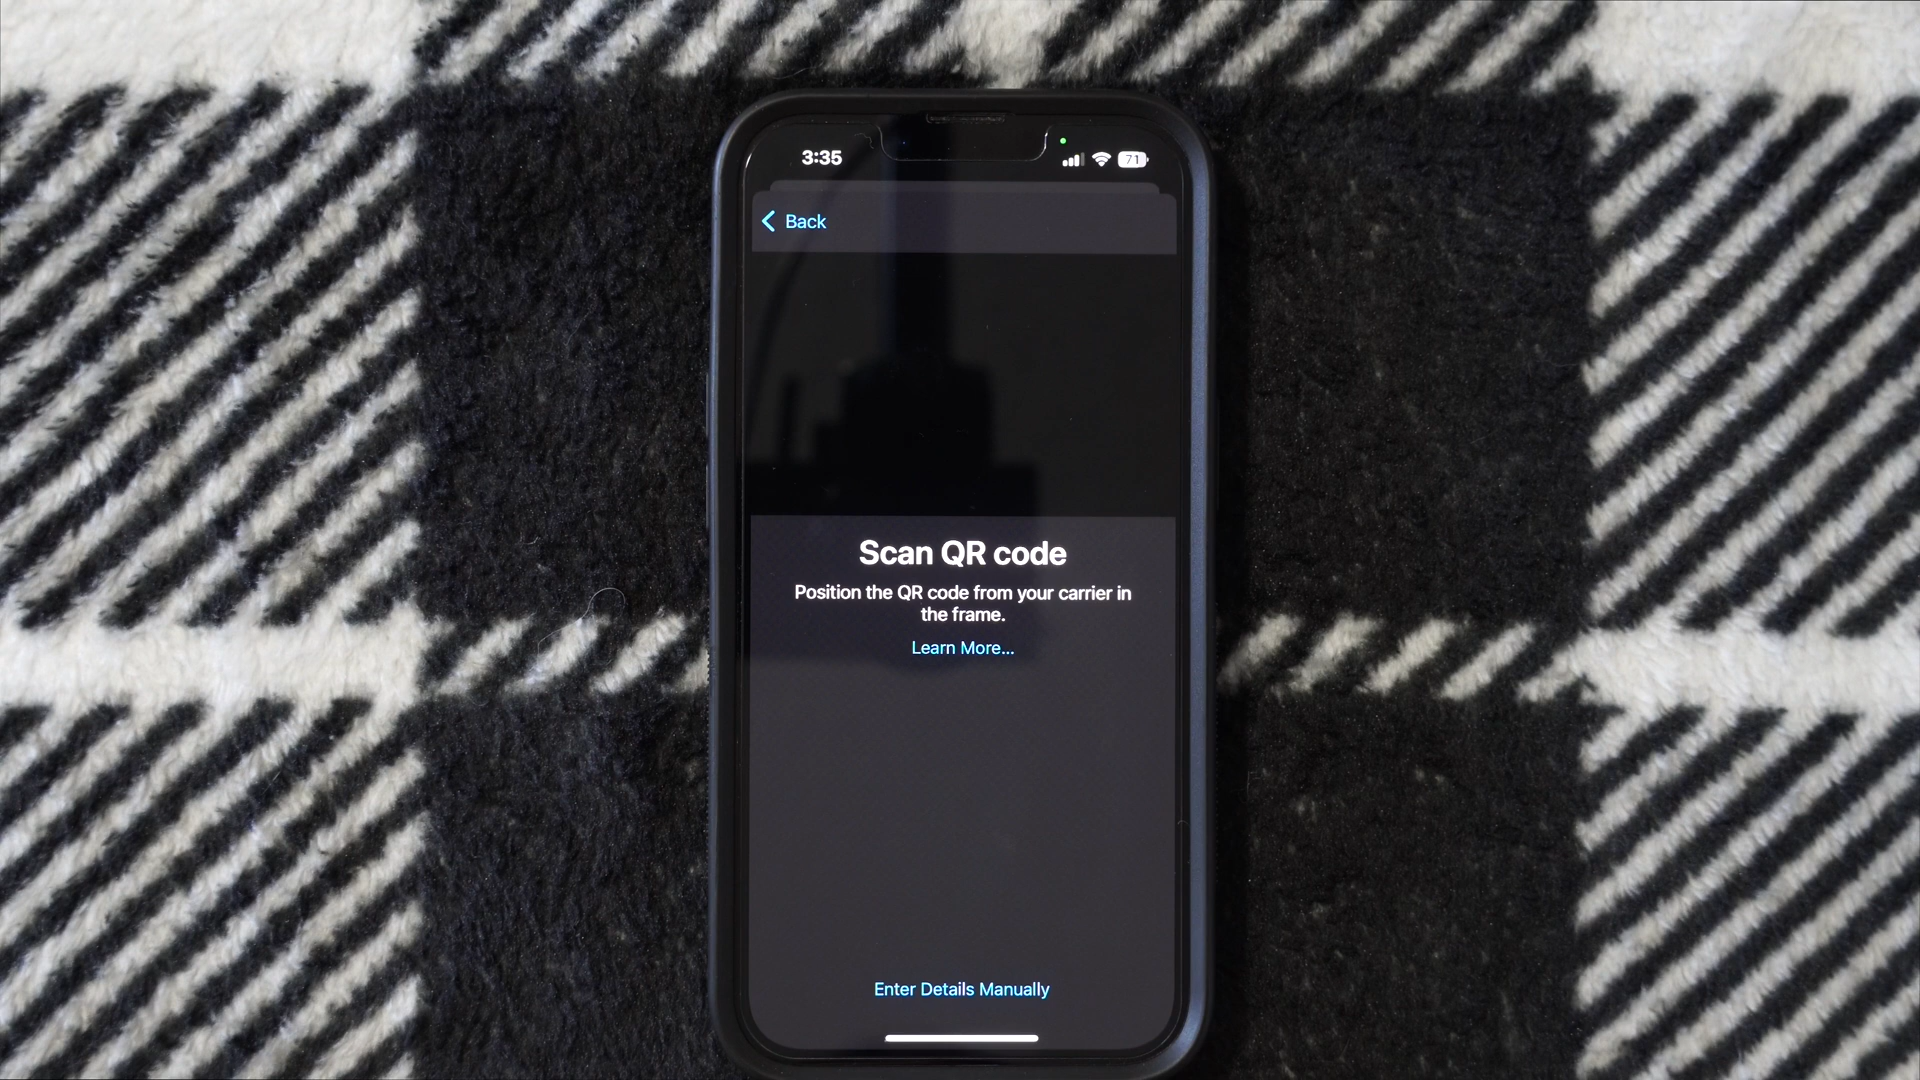 3:35
71
Back
Scan QR code
Position the QR code from your carrier in
the frame.
Learn More...
Enter Details Manually